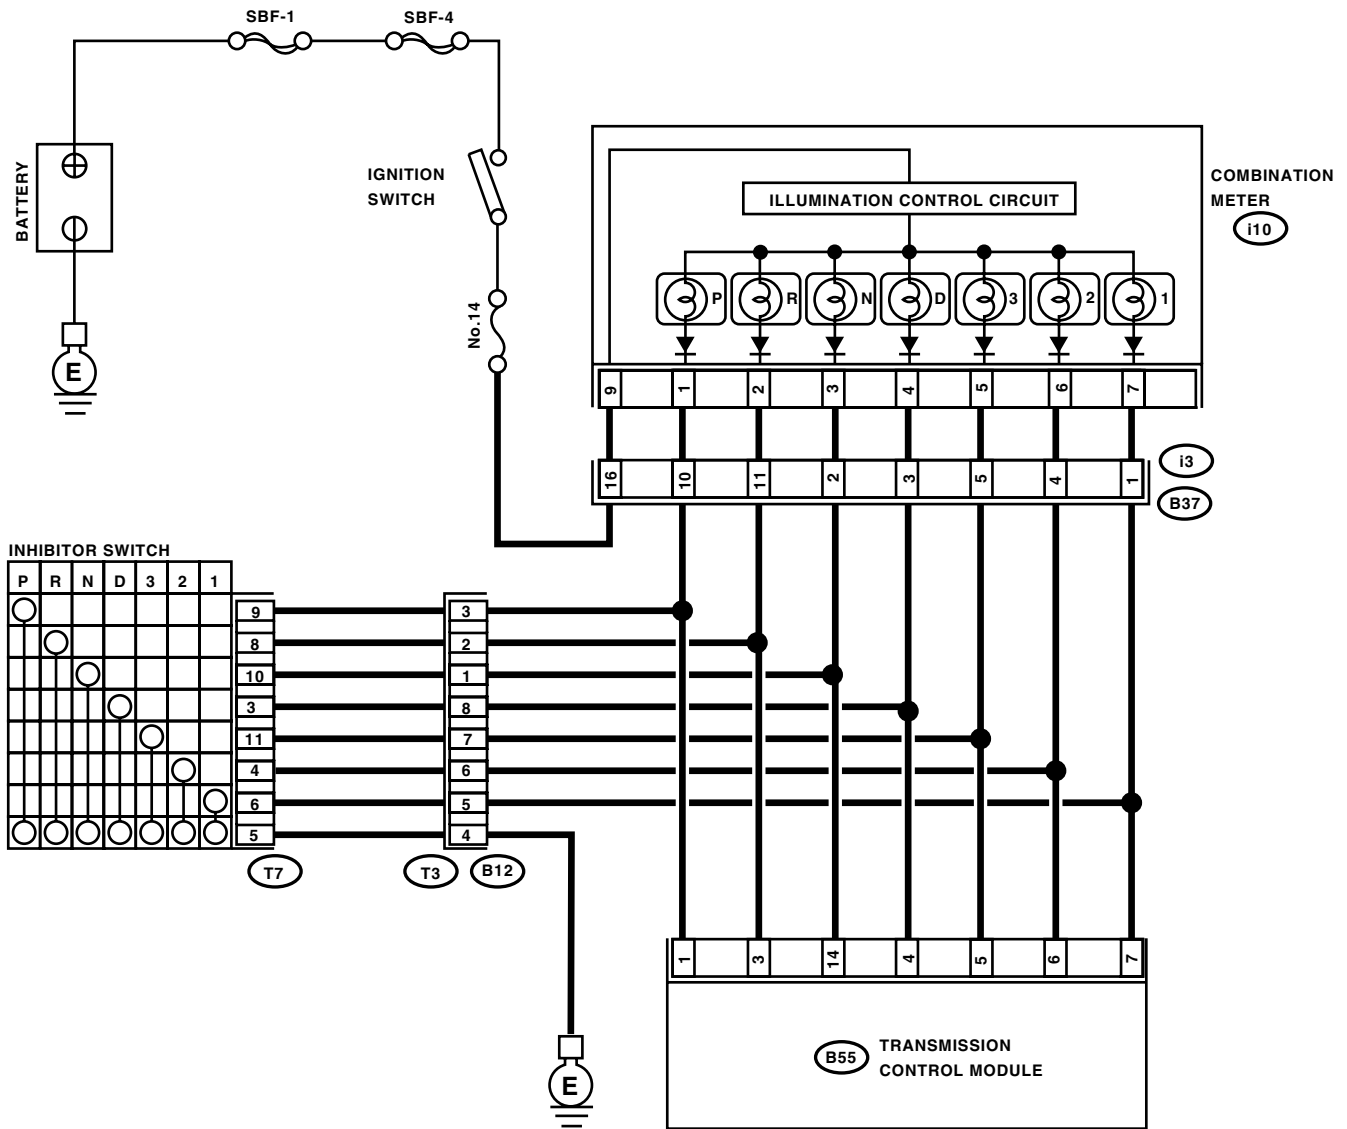 SBF-1
SBF-4
BATTERY
IGNITION
SWITCH
No.14
E
COMBINATION
METER
i10
ILLUMINATION CONTROL CIRCUIT
P R N D 3 2 1
9 1 2 3 4 5 6 7
16 10 11 2 3 5 4 1
i3
B37
INHIBITOR SWITCH
P R N D 3 2 1
9 3
8 2
10 1
3 8
11 7
4 6
6 5
5 4
T7
T3
B12
1 3 14 4 5 6 7
B55
TRANSMISSION
CONTROL MODULE
E